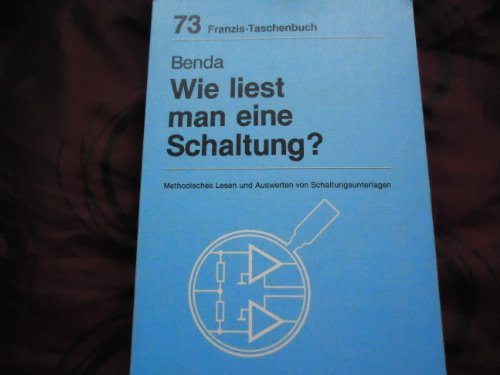 73 Franzis-Taschenbuch
Benda
Wie liest
man eine
Schaltung?
Methodisches Lesen und Auswerten von Schaltungsunterlagen